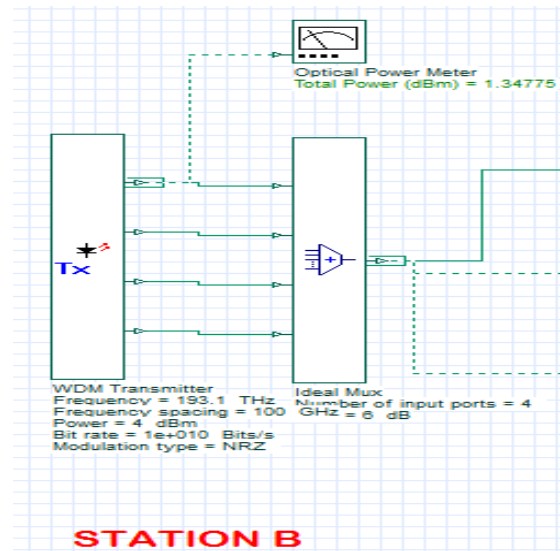 Optical Power Meter
Total Power (dBm) = 1.34775
Tx
WDM Transmitter
Frequency = 193.1 THz
Frequency spacing = 100 GHz
Power = 4 dBm
Bit rate = 1e+010 Bits/s
Modulation type = NRZ
Ideal Mux
Number of input ports = 4
= 6 dB
STATION B